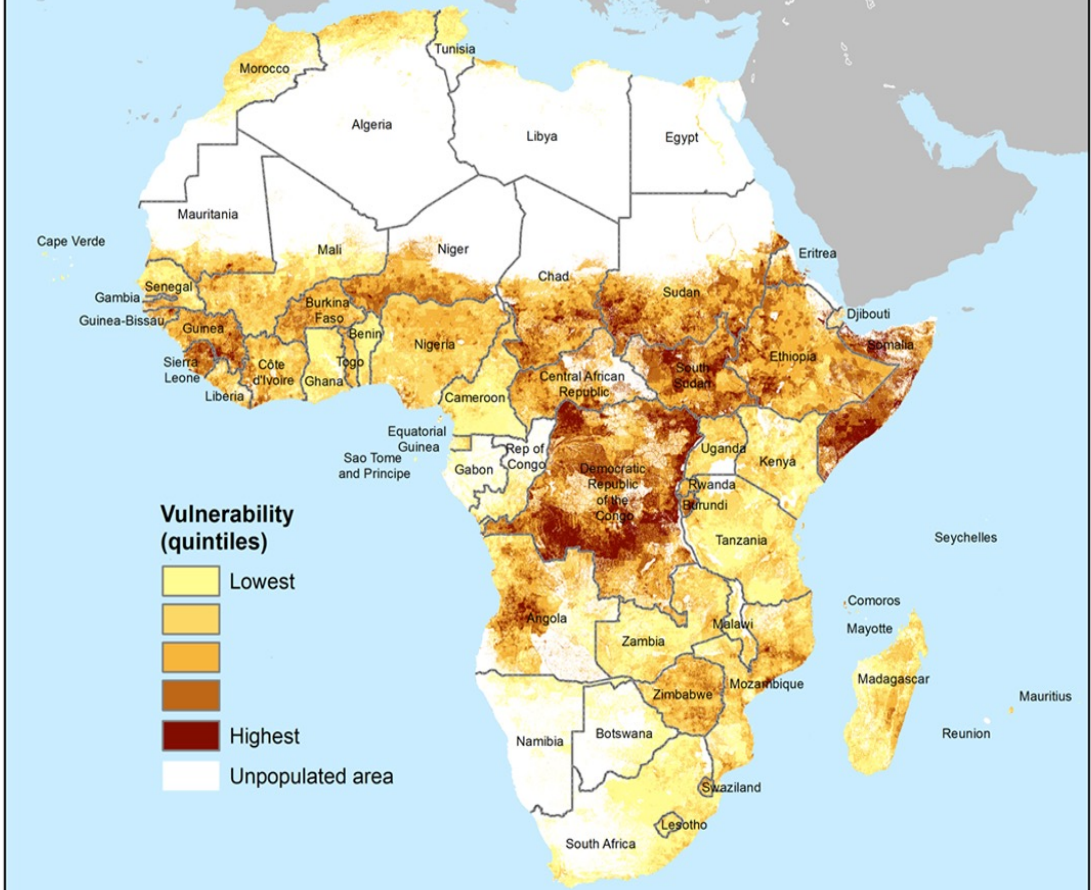 Tunisia
Morocco
Algeria
Libya
Egypt
Mauritania
Cape Verde
Mali
Niger
Eritrea
Chad
Senegal
Sudan
Gambia
Burkina
Faso
Djibouti
Guinea-Bissau
Guinea
Benin
Nigeria
Somalia
Ethiopia
Sierra
Leone
Côte
d'Ivoire
Togo
Ghana
South
Sudan
Central African
Republic
Liberia
Cameroon
Equatorial
Guinea
Rep of
Congo
Uganda
Kenya
Sao Tome
and Principe
Gabon
Democratic
Republic
of the
Congo
Rwanda
Burundi
Vulnerability
(quintiles)
Tanzania
Seychelles
Lowest
Comoros
Angola
Malawi
Mayotte
Zambia
Madagascar
Mozambique
Zimbabwe
Mauritius
Highest
Namibia
Botswana
Reunion
Unpopulated area
Swaziland
Lesotho
South Africa